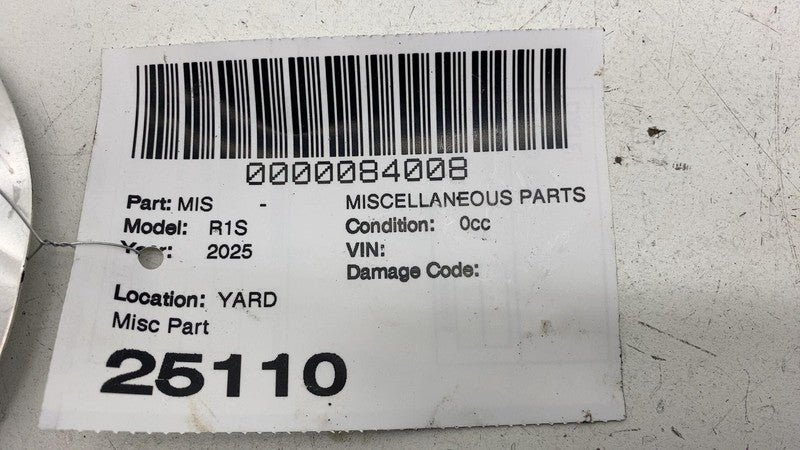 0000084008
Part: MIS - MISCELLANEOUS PARTS
Model: R1S Condition: 0cc
Year: 2025 VIN:
Damage Code:
Location: YARD
Misc Part
25110